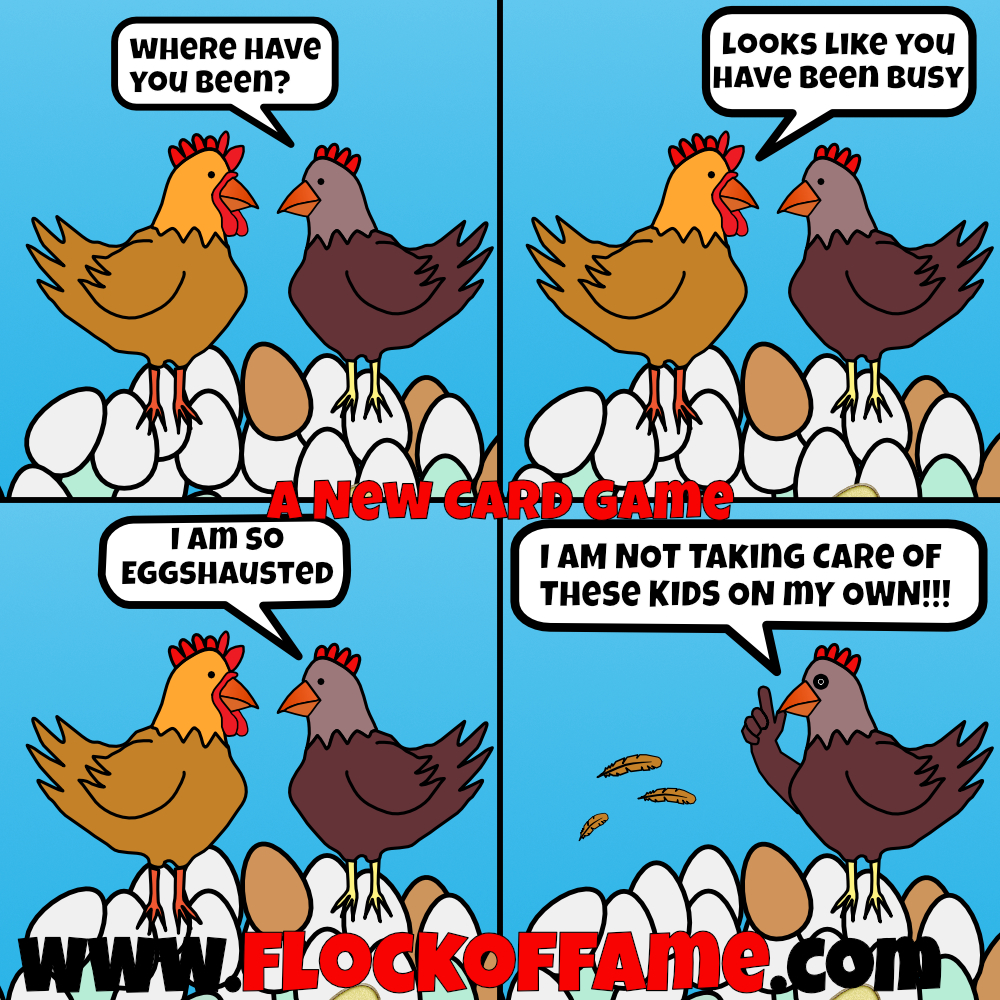 WHERE HAVE
YOU BEEN?
LOOKS LIKE YOU
HAVE BEEN BUSY
A NEW CARD GAME
I AM SO
EGGSHAUSTED
I AM NOT TAKING CARE OF
THESE KIDS ON MY OWN!!!
www.FLOCKOFFAME.com